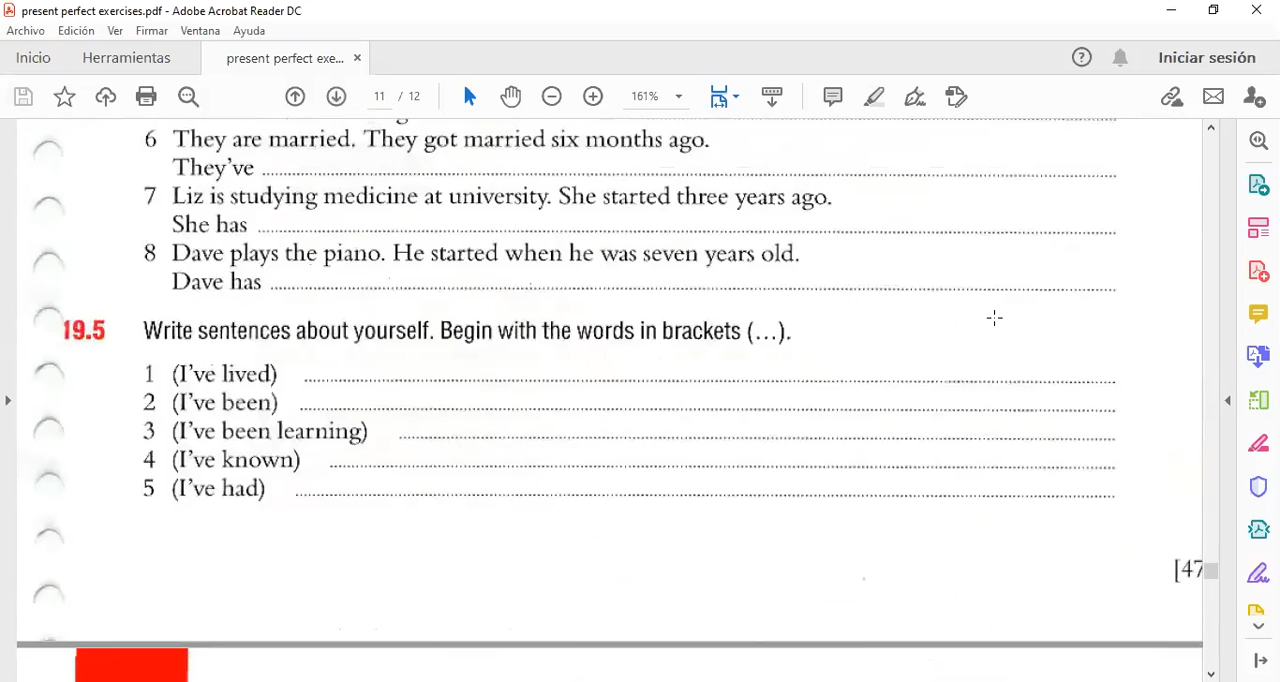 present perfect exercises.pdf - Adobe Acrobat Reader DC
Archivo Edición Ver Firmar Ventana Ayuda
Inicio Herramientas present perfect exe... × Iniciar sesión
11 / 12 161%
6 They are married. They got married six months ago.
They've ................................
7 Liz is studying medicine at university. She started three years ago.
She has ................................
8 Dave plays the piano. He started when he was seven years old.
Dave has ................................
19.5 Write sentences about yourself. Begin with the words in brackets (...).
1 (I've lived) ................................
2 (I've been) ................................
3 (I've been learning) ................................
4 (I've known) ................................
5 (I've had) ................................
[47